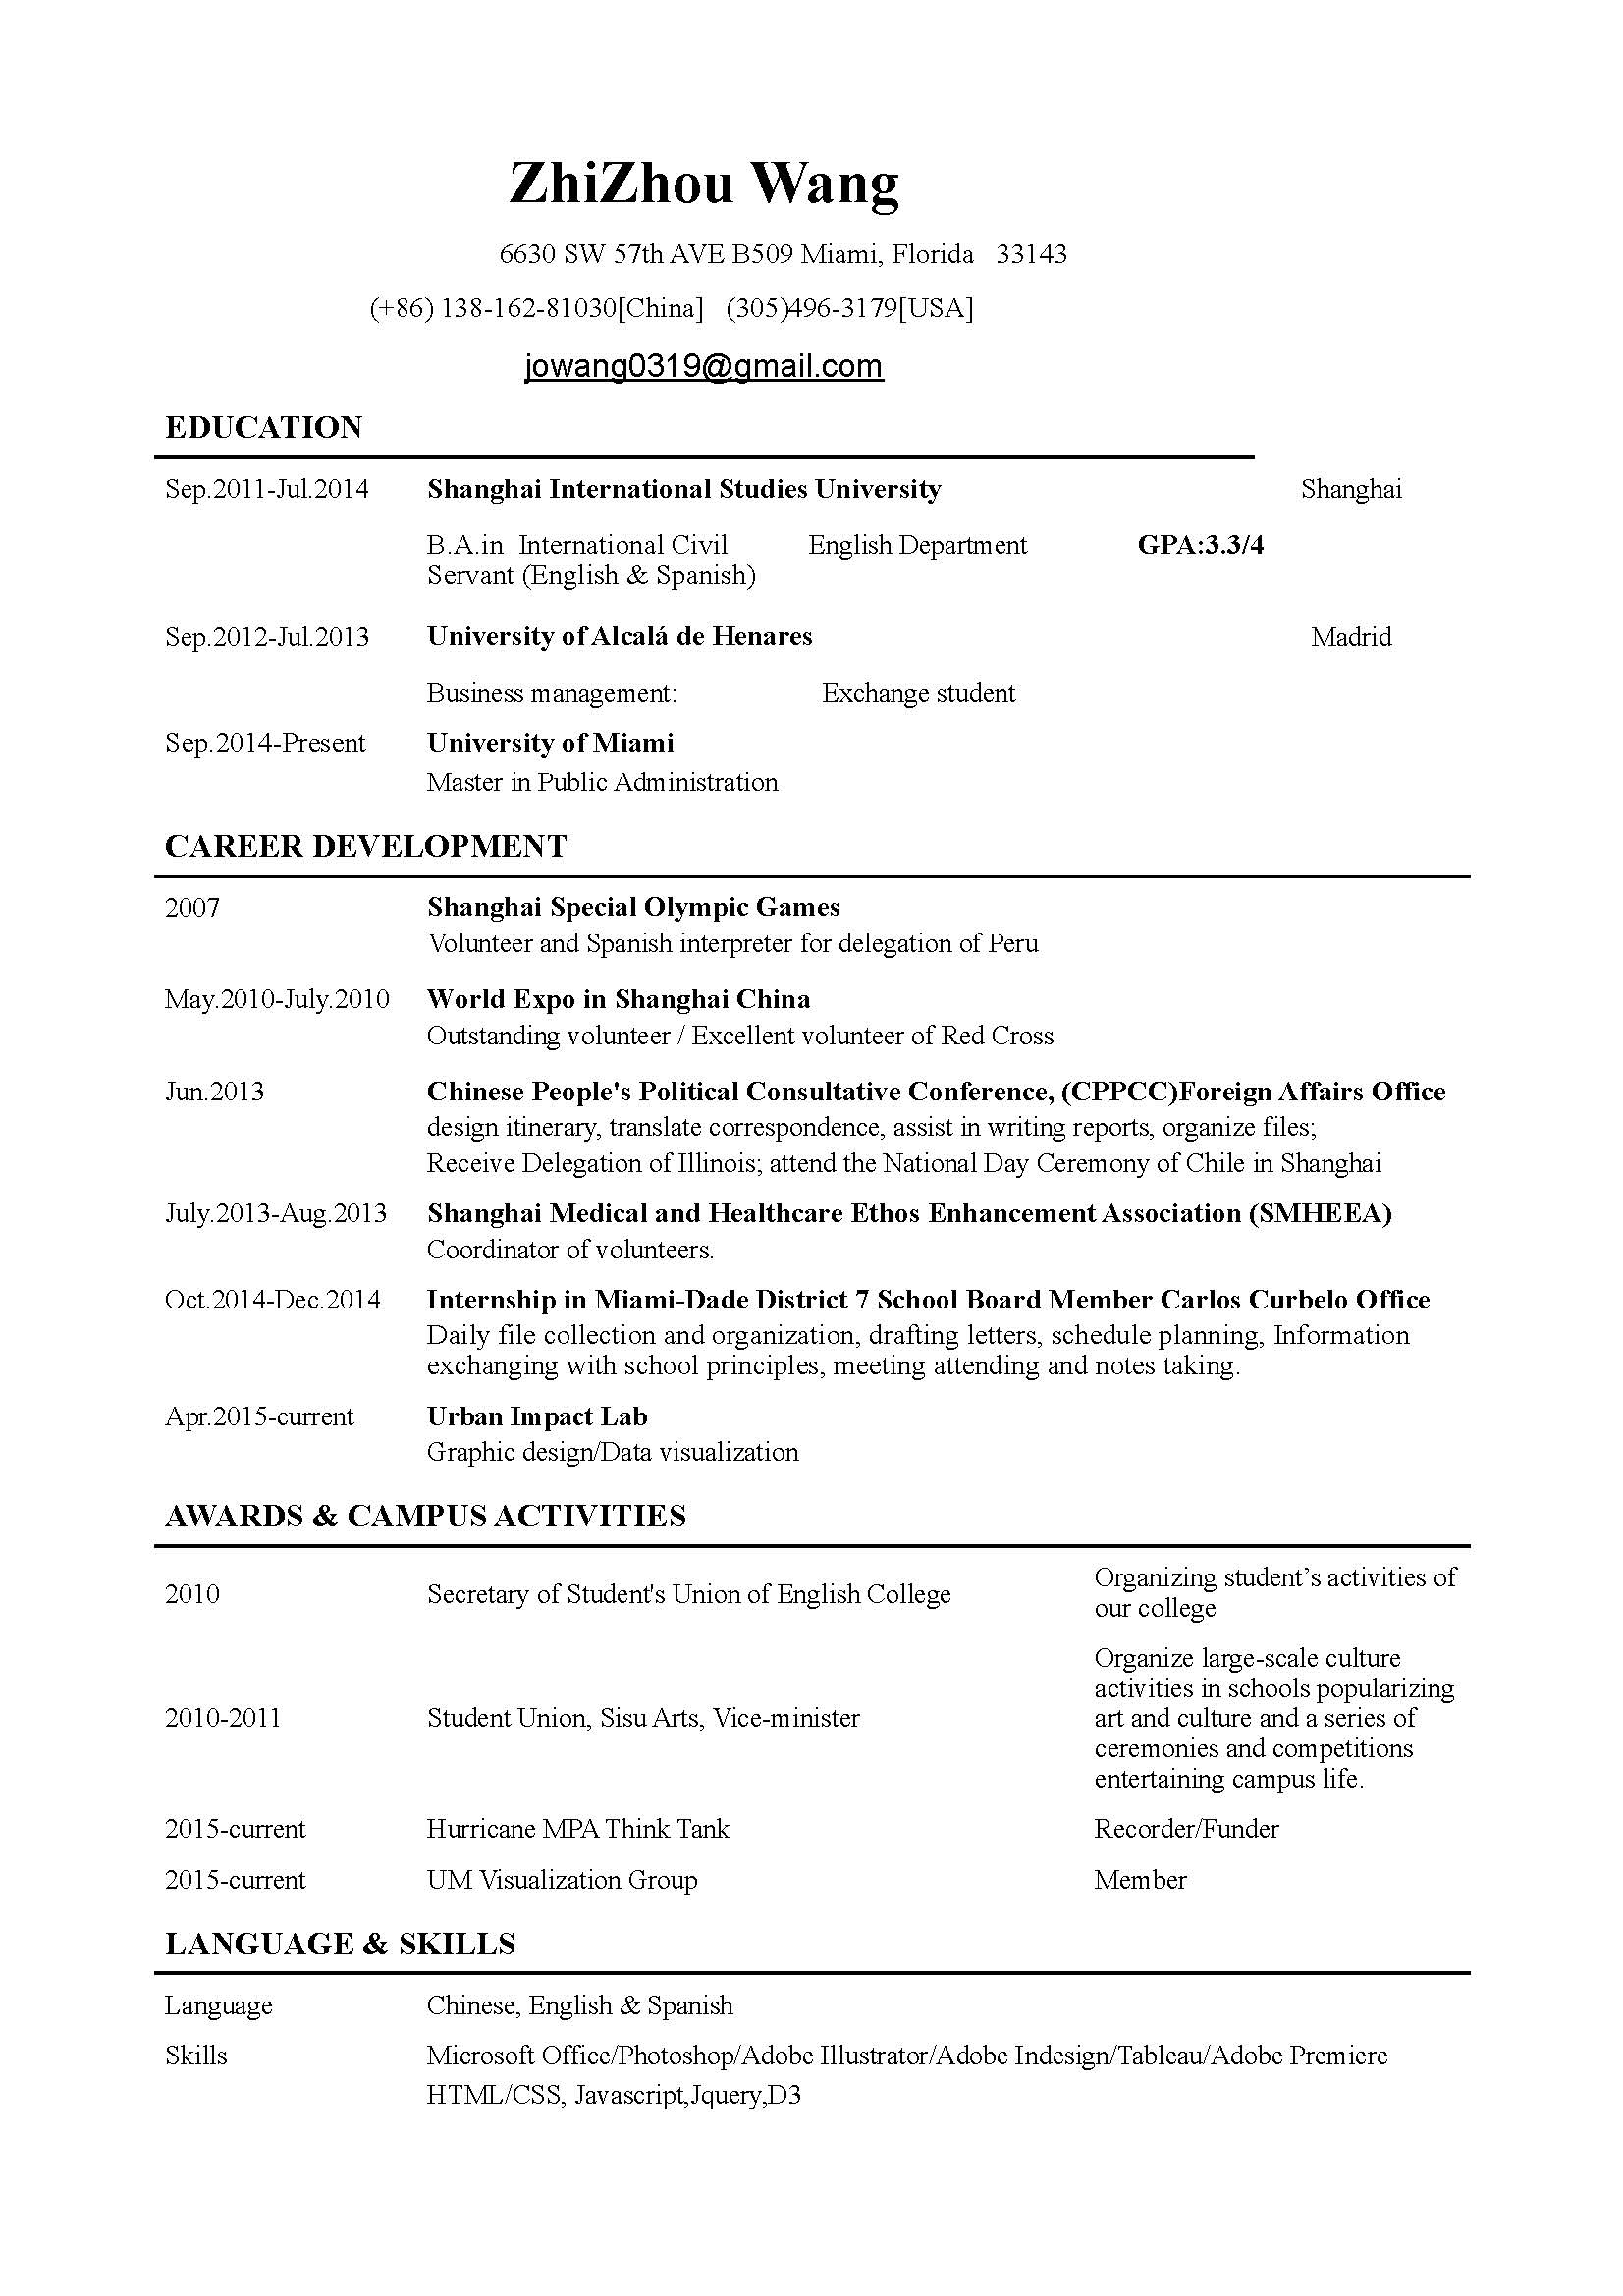 ZhiZhou Wang
6630 SW 57th AVE B509 Miami, Florida 33143
(+86) 138-162-81030[China] (305)496-3179[USA]
jowang0319@gmail.com
EDUCATION
Sep.2011-Jul.2014 Shanghai International Studies University Shanghai
B.A.in International Civil English Department GPA:3.3/4
Servant (English & Spanish)
Sep.2012-Jul.2013 University of Alcalá de Henares Madrid
Business management: Exchange student
Sep.2014-Present University of Miami
Master in Public Administration
CAREER DEVELOPMENT
2007 Shanghai Special Olympic Games
Volunteer and Spanish interpreter for delegation of Peru
May.2010-July.2010 World Expo in Shanghai China
Outstanding volunteer / Excellent volunteer of Red Cross
Jun.2013 Chinese People's Political Consultative Conference, (CPPCC)Foreign Affairs Office
design itinerary, translate correspondence, assist in writing reports, organize files;
Receive Delegation of Illinois; attend the National Day Ceremony of Chile in Shanghai
July.2013-Aug.2013 Shanghai Medical and Healthcare Ethos Enhancement Association (SMHEEA)
Coordinator of volunteers.
Oct.2014-Dec.2014 Internship in Miami-Dade District 7 School Board Member Carlos Curbelo Office
Daily file collection and organization, drafting letters, schedule planning, Information
exchanging with school principles, meeting attending and notes taking.
Apr.2015-current Urban Impact Lab
Graphic design/Data visualization
AWARDS & CAMPUS ACTIVITIES
2010 Secretary of Student's Union of English College
Organizing student’s activities of
our college
2010-2011 Student Union, Sisu Arts, Vice-minister
Organize large-scale culture
activities in schools popularizing
art and culture and a series of
ceremonies and competitions
entertaining campus life.
2015-current Hurricane MPA Think Tank Recorder/Funder
2015-current UM Visualization Group Member
LANGUAGE & SKILLS
Language Chinese, English & Spanish
Skills Microsoft Office/Photoshop/Adobe Illustrator/Adobe Indesign/Tableau/Adobe Premiere
HTML/CSS, Javascript,Jquery,D3